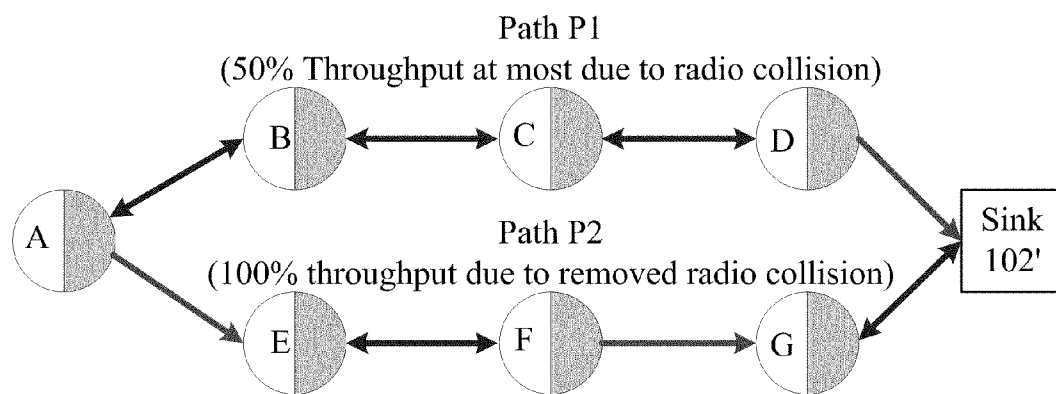 Path P1
(50% Throughput at most due to radio collision)
B
C
D
A
Sink
102'
Path P2
(100% throughput due to removed radio collision)
E
F
G